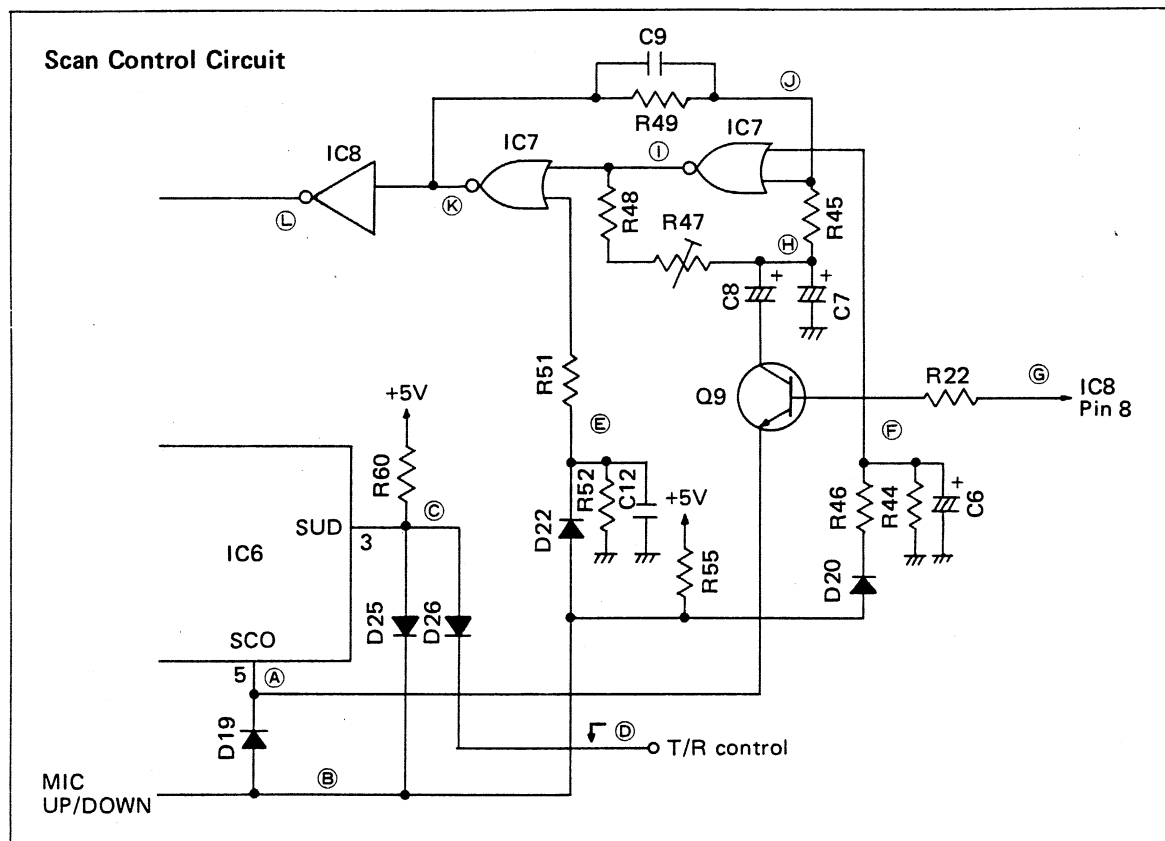 Scan Control Circuit
C9
R49
Ⓙ
IC8
IC7
Ⓘ
IC7
Ⓛ
Ⓚ
R48
R47
Ⓗ
R45
C8
C7
R51
Q9
R22
Ⓖ
IC8
Pin 8
+5V
R60
Ⓔ
Ⓕ
R52
C12
+5V
R46
R44
C6
SUD
3
Ⓒ
D22
R55
IC6
D25
D26
D20
SCO
5
Ⓐ
D19
Ⓓ
T/R control
MIC
UP/DOWN
Ⓑ